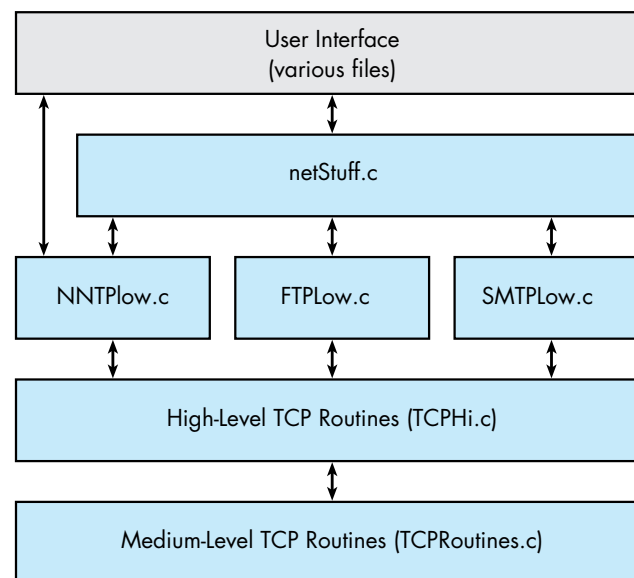 User Interface
(various files)
netStuff.c
NNTPlow.c
FTPLow.c
SMTPLow.c
High-Level TCP Routines (TCPHi.c)
Medium-Level TCP Routines (TCPRoutines.c)